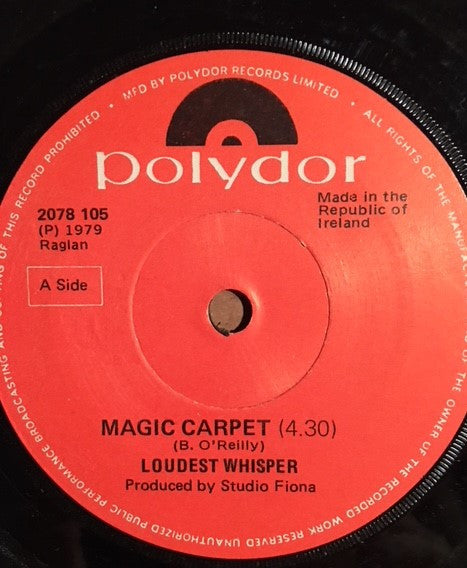 MFD BY POLYDOR RECORDS LIMITED • ALL RIGHTS OF THE MANUFACTURER
OF THE OWNER OF THE RECORDED WORK RESERVED UNAUTHORIZED PUBLIC PERFORMANCE BROADCASTING AND
OF THIS RECORD PROHIBITED •
polydor
2078 105
(P) 1979
Raglan
Made in the
Republic of
Ireland
A Side
MAGIC CARPET (4.30)
(B. O'Reilly)
LOUDEST WHISPER
Produced by Studio Fiona